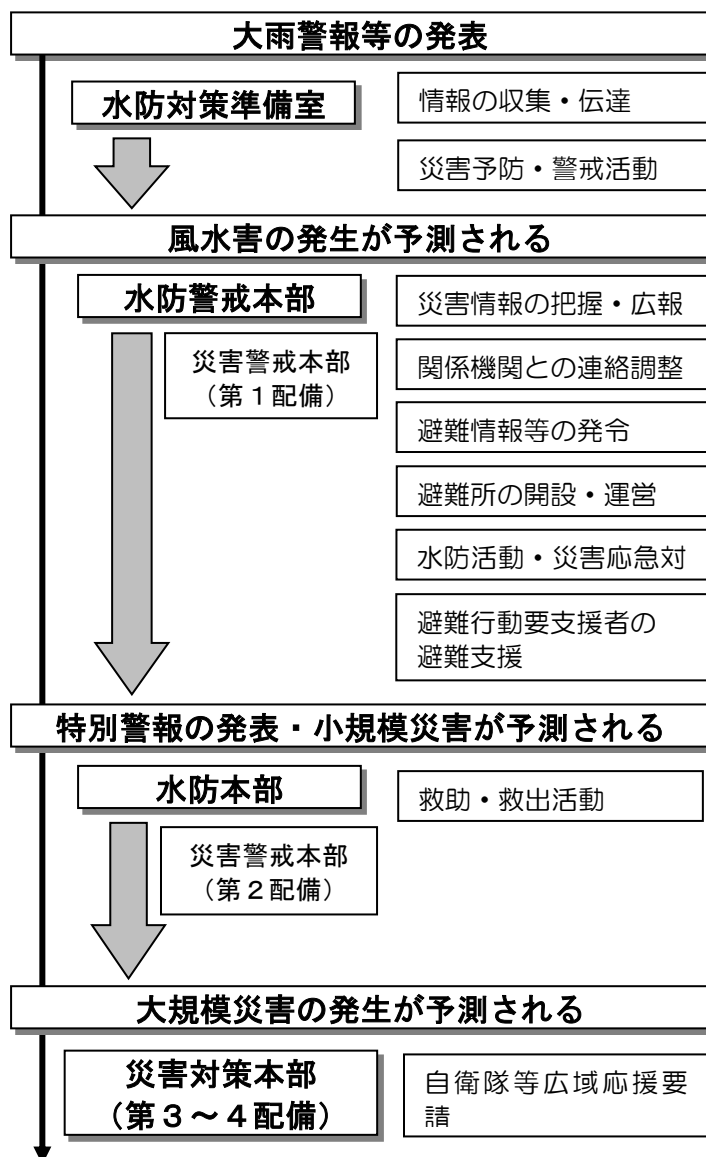 大雨警報等の発表
水防対策準備室
情報の収集・伝達
災害予防・警戒活動
風水害の発生が予測される
水防警戒本部
災害警戒本部
（第１配備）
災害情報の把握・広報
関係機関との連絡調整
避難情報等の発令
避難所の開設・運営
水防活動・災害応急対
避難行動要支援者の
避難支援
特別警報の発表・小規模災害が予測される
水防本部
災害警戒本部
（第２配備）
救助・救出活動
大規模災害の発生が予測される
災害対策本部
（第３～４配備）
自衛隊等広域応援要
請